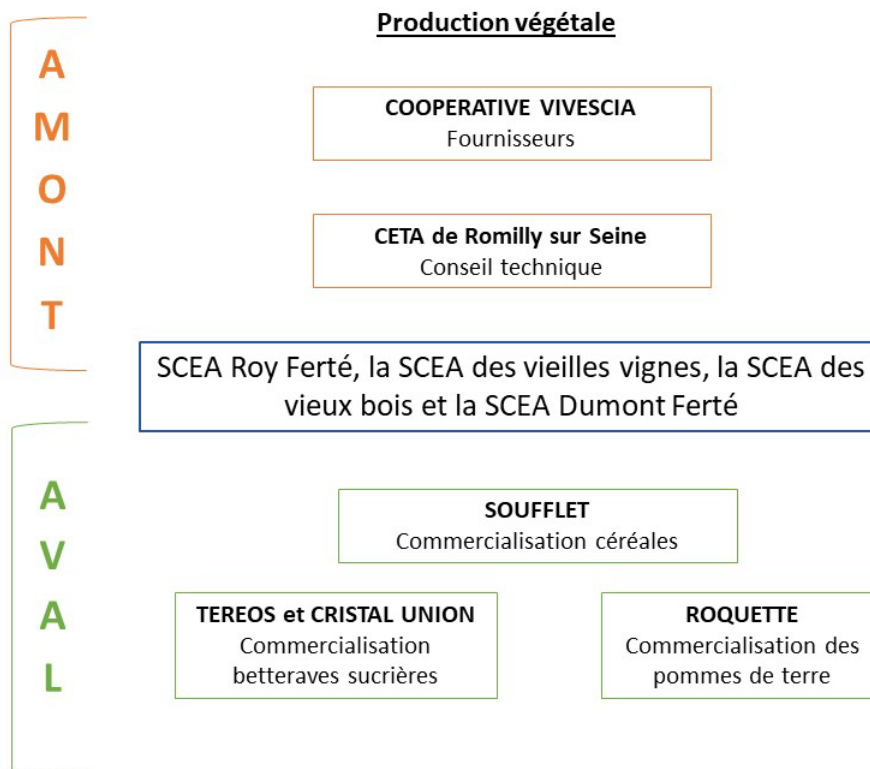 Production végétale
AMONT
COOPERATIVE VIVESCIA
Fournisseurs
CETA de Romilly sur Seine
Conseil technique
SCEA Roy Ferté, la SCEA des vieilles vignes, la SCEA des
vieux bois et la SCEA Dumont Ferté
AVAL
SOUFFLET
Commercialisation céréales
TEREOS et CRISTAL UNION
Commercialisation
betteraves sucrières
ROQUETTE
Commercialisation des
pommes de terre